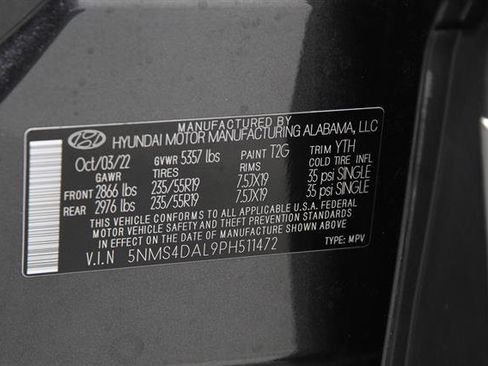 MANUFACTURED BY
HYUNDAI MOTOR MANUFACTURING ALABAMA, LLC
Oct/03/22 GVWR 5357 lbs PAINT T2G TRIM YTH
GAWR TIRES RIMS COLD TIRE INFL
FRONT 2866 lbs 235/55R19 7.5JX19 35 psi SINGLE
REAR 2976 lbs 235/55R19 7.5JX19 35 psi SINGLE
THIS VEHICLE CONFORMS TO ALL APPLICABLE U.S.A. FEDERAL
MOTOR VEHICLE SAFETY AND THEFT PREVENTION STANDARDS
IN EFFECT ON THE DATE OF MANUFACTURE SHOWN ABOVE.
V.I.N 5NMS4DAL9PH511472 TYPE: MPV